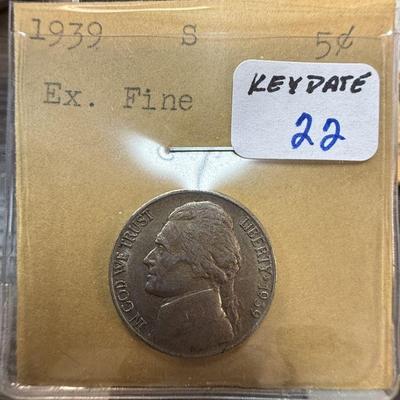 1939 S 5¢
Ex. Fine
KEYDATE
22
IN GOD WE TRUST
LIBERTY ★ 1939